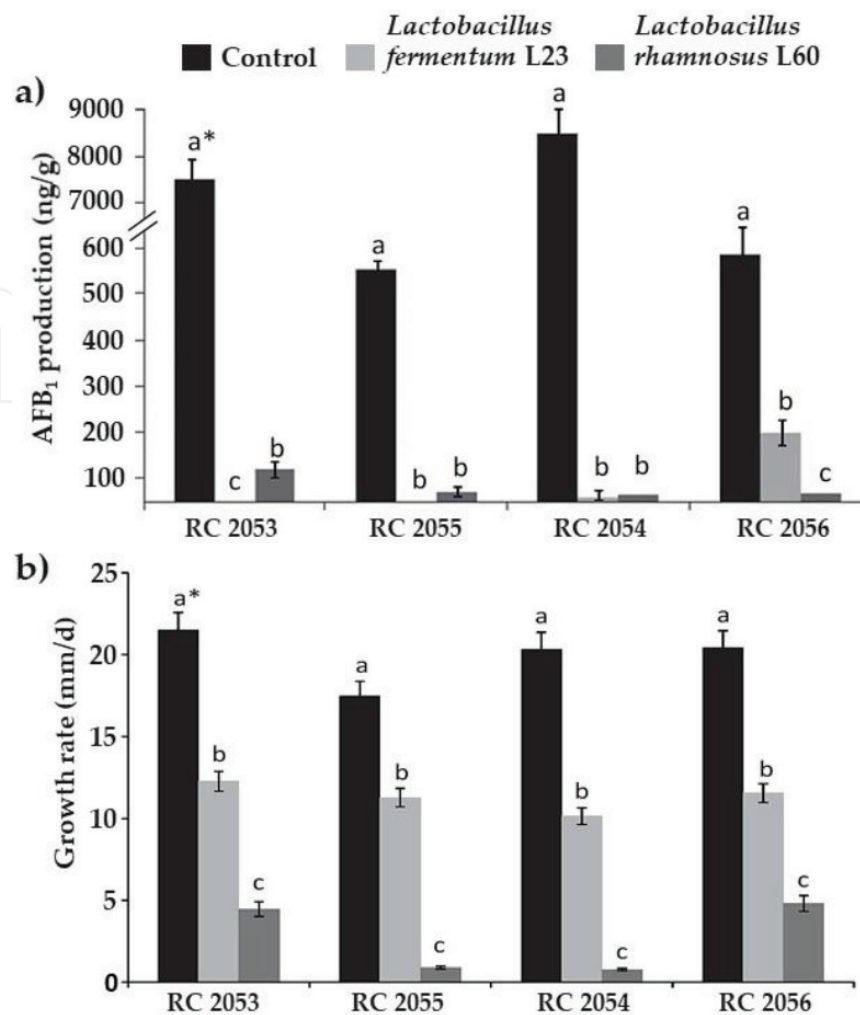 Control
Lactobacillus
fermentum L23
Lactobacillus
rhamnosus L60
a)
AFB₁ production (ng/g)
9000
8000
7000
600
500
400
300
200
100
a*
c
b
a
b
b
a
b
b
a
b
c
RC 2053
RC 2055
RC 2054
RC 2056
b)
Growth rate (mm/d)
25
20
15
10
5
0
a*
b
c
a
b
c
a
b
c
a
b
c
RC 2053
RC 2055
RC 2054
RC 2056